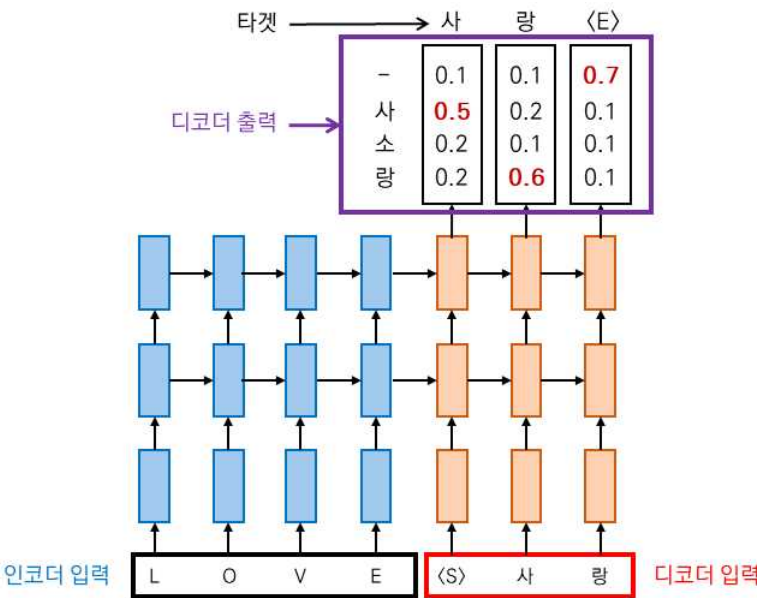 타겟 사 랑 〈E〉
- 0.1 0.1 0.7
사 0.5 0.2 0.1
디코더 출력
소 0.2 0.1 0.1
랑 0.2 0.6 0.1
인코더 입력 L O V E 〈S〉 사 랑 디코더 입력